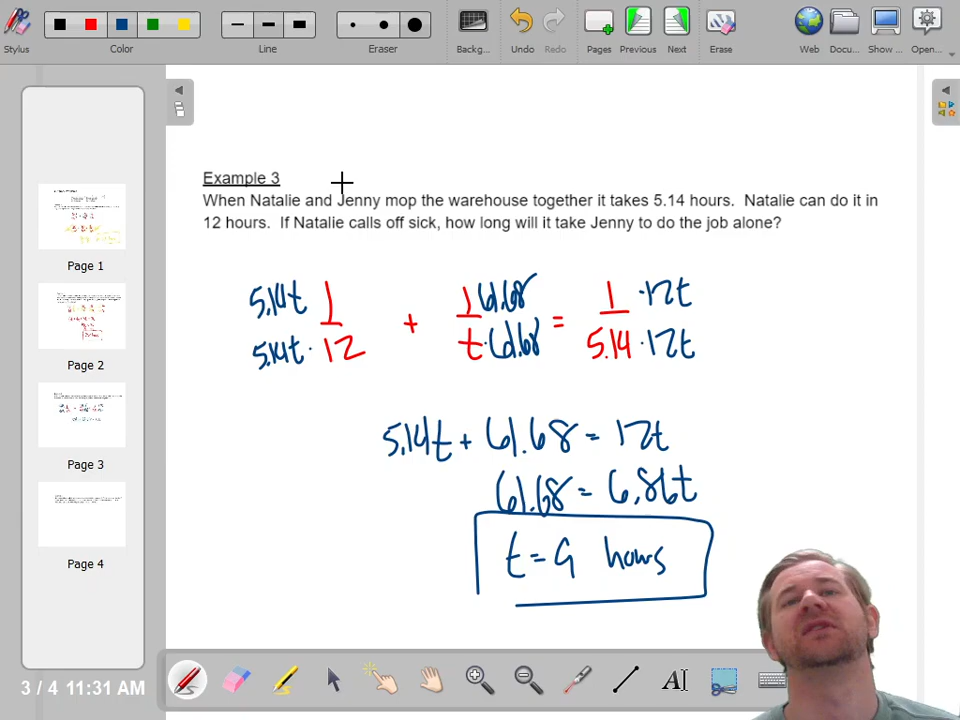 Stylus Color Line Eraser Backg... Undo Redo Pages Previous Next Erase Web Docu... Show ... Open...
Example 3
When Natalie and Jenny mop the warehouse together it takes 5.14 hours. Natalie can do it in
12 hours. If Natalie calls off sick, how long will it take Jenny to do the job alone?
5.14t 1 + 1 61.68 = 1 · 12t
5.14t · 12 t · 61.68 5.14 · 12t
5.14t + 61.68 = 12t
61.68 = 6.86t
t = 9 hours
Page 1
Page 2
Page 3
Page 4
3 / 4 11:31 AM
A